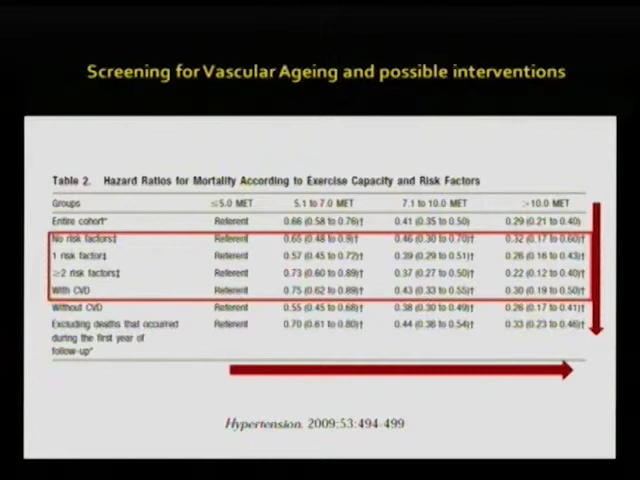 Screening for Vascular Ageing and possible interventions
Table 2. Hazard Ratios for Mortality According to Exercise Capacity and Risk Factors
Groups ≤5.0 MET 5.1 to 7.0 MET 7.1 to 10.0 MET >10.0 MET
Entire cohort* Referent 0.66 (0.58 to 0.76)† 0.41 (0.35 to 0.50) 0.29 (0.21 to 0.40)
No risk factors‡ Referent 0.65 (0.48 to 0.9)† 0.46 (0.30 to 0.70)† 0.32 (0.17 to 0.60)†
1 risk factor‡ Referent 0.57 (0.45 to 0.72)† 0.39 (0.29 to 0.51)† 0.26 (0.16 to 0.43)†
≥2 risk factors‡ Referent 0.73 (0.60 to 0.89)† 0.37 (0.27 to 0.50)† 0.22 (0.12 to 0.40)†
With CVD Referent 0.75 (0.62 to 0.89)† 0.43 (0.33 to 0.55)† 0.30 (0.19 to 0.50)†
Without CVD Referent 0.55 (0.45 to 0.68)† 0.38 (0.30 to 0.49)† 0.26 (0.17 to 0.41)†
Excluding deaths that occurred Referent 0.70 (0.61 to 0.80)† 0.44 (0.36 to 0.54)† 0.33 (0.23 to 0.46)†
during the first year of
follow-up*
Hypertension. 2009;53:494-499